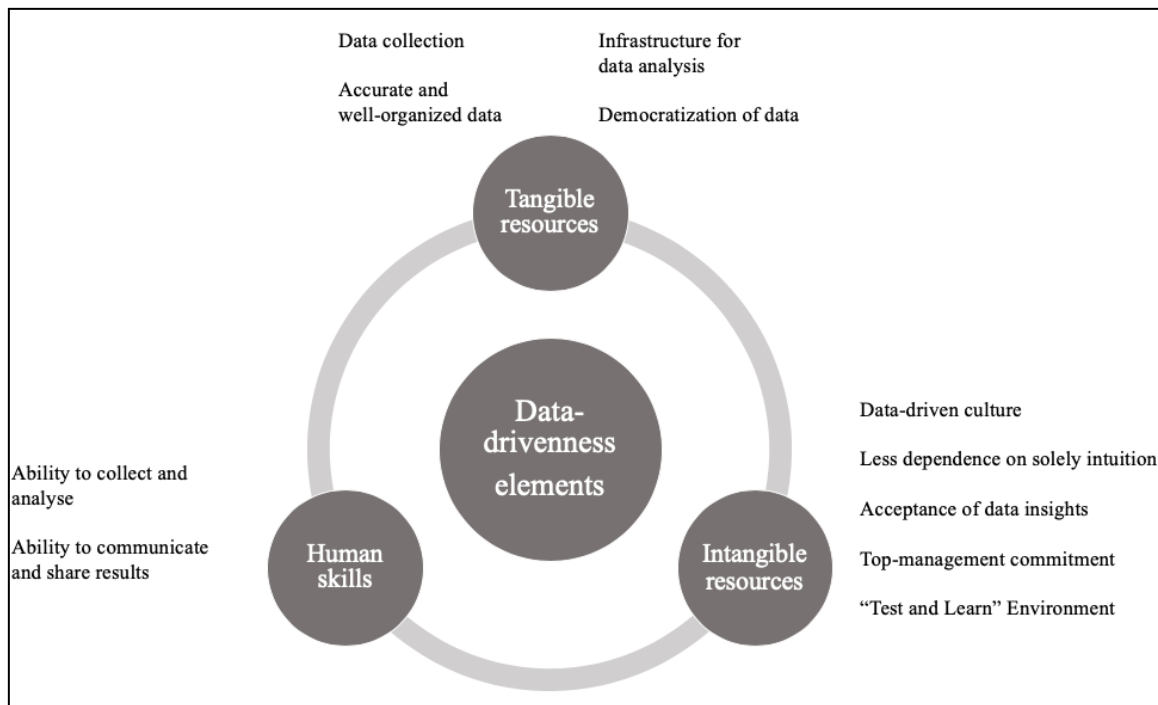 Data collection
Accurate and
well-organized data
Infrastructure for
data analysis
Democratization of data
Tangible
resources
Data-
drivenness
elements
Ability to collect and
analyse
Ability to communicate
and share results
Human
skills
Intangible
resources
Data-driven culture
Less dependence on solely intuition
Acceptance of data insights
Top-management commitment
“Test and Learn” Environment